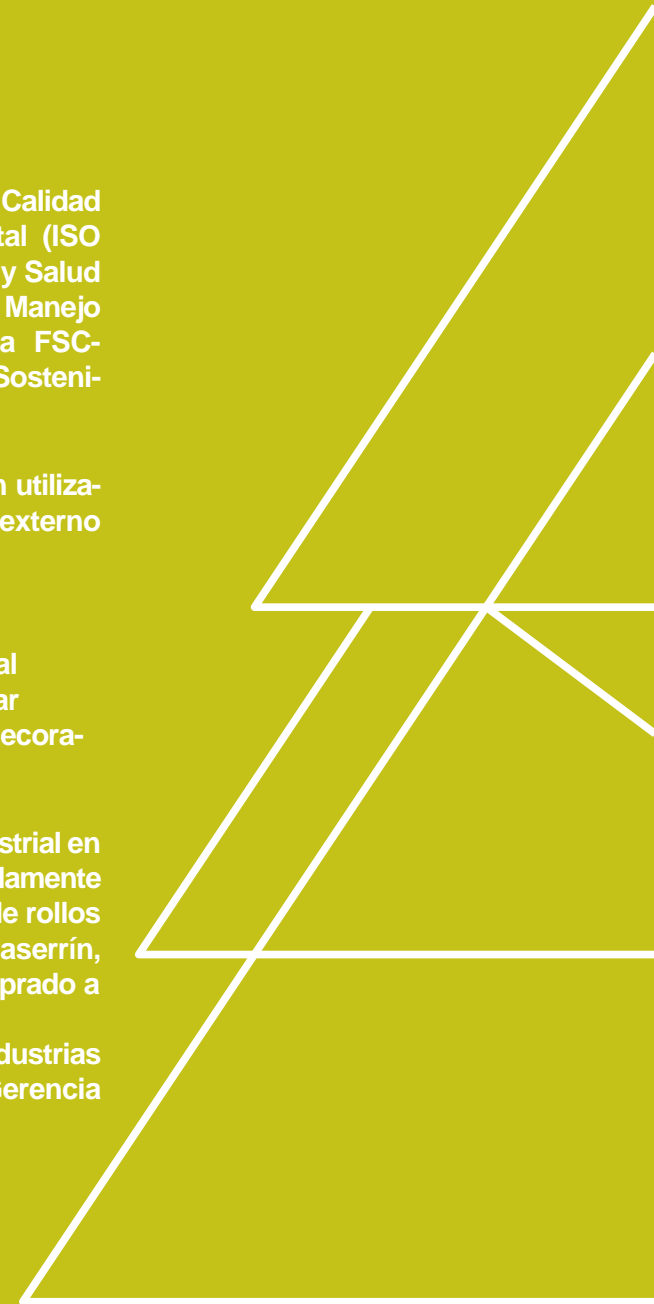 Calidad
tal (ISO
y Salud
Manejo
a FSC-
Sosteni-
n utiliza-
externo
al
ar
ecora-
strial en
damente
de rollos
aserrín,
prado a
dustrias
Gerencia